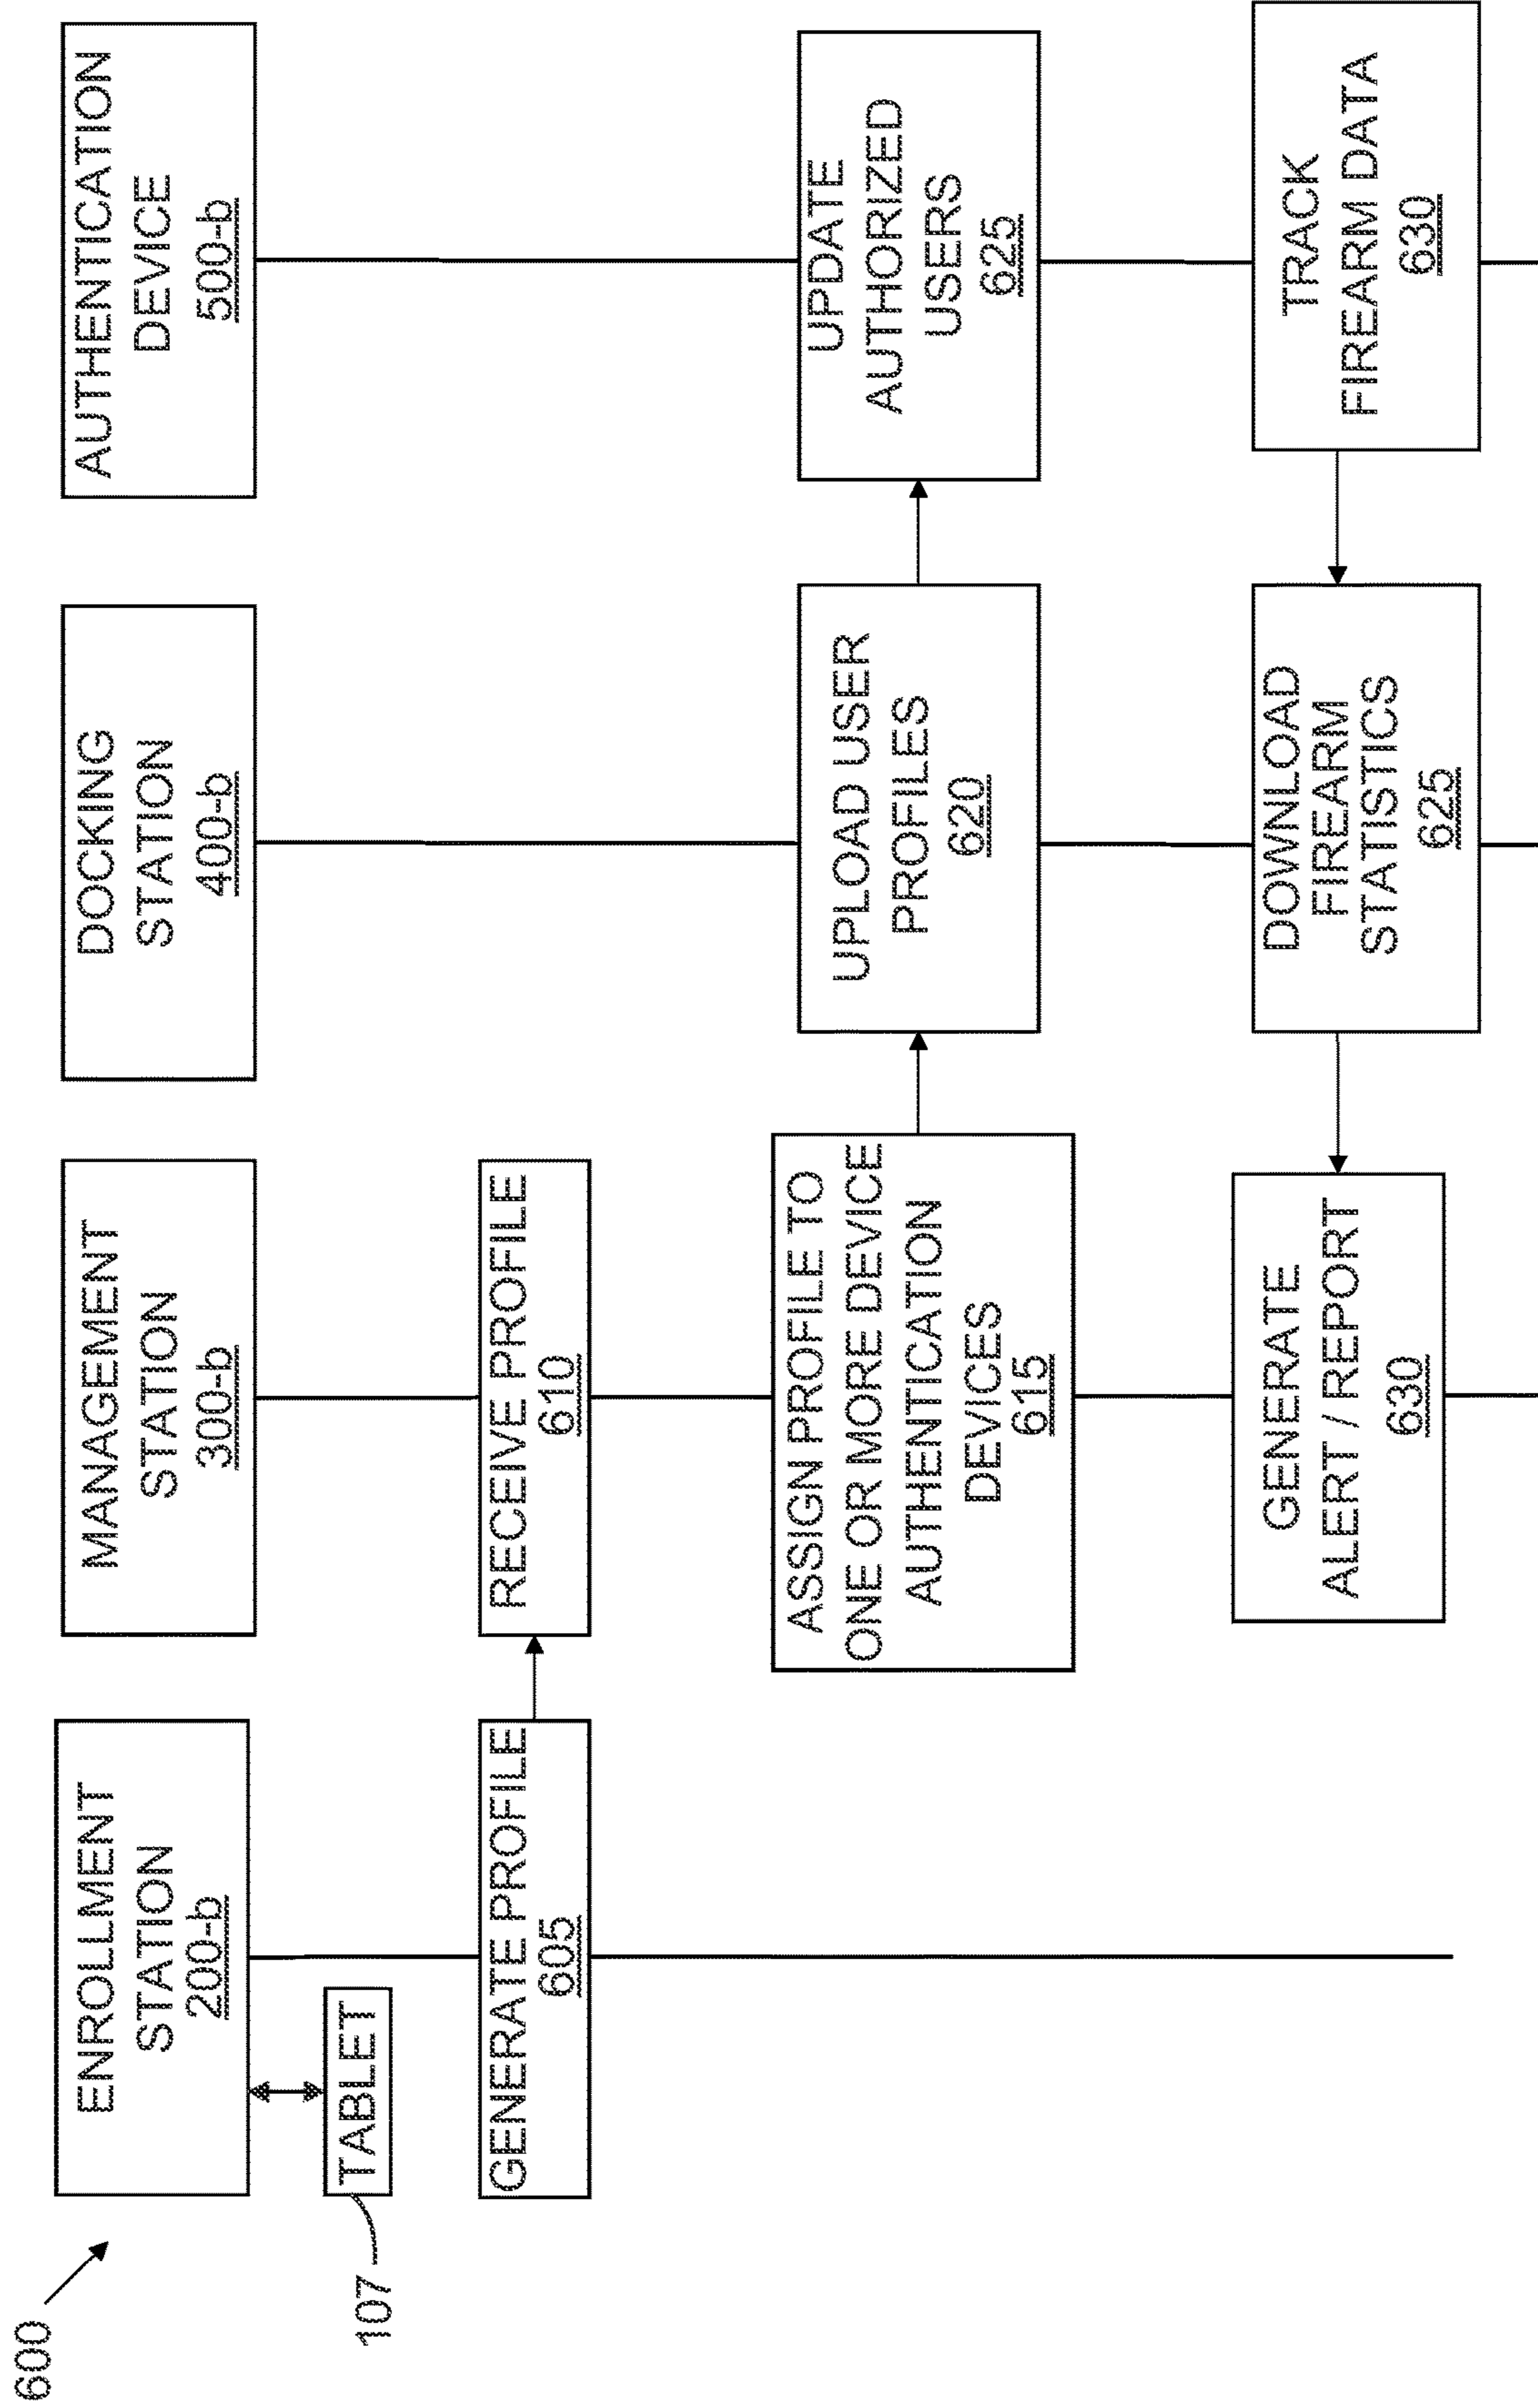 600
ENROLLMENT
STATION
200-b
MANAGEMENT
STATION
300-b
DOCKING
STATION
400-b
AUTHENTICATION
DEVICE
500-b
TABLET
107
GENERATE PROFILE
605
RECEIVE PROFILE
610
ASSIGN PROFILE TO
ONE OR MORE DEVICE
AUTHENTICATION
DEVICES
615
UPLOAD USER
PROFILES
620
UPDATE
AUTHORIZED
USERS
625
GENERATE
ALERT / REPORT
630
DOWNLOAD
FIREARM
STATISTICS
625
TRACK
FIREARM DATA
630